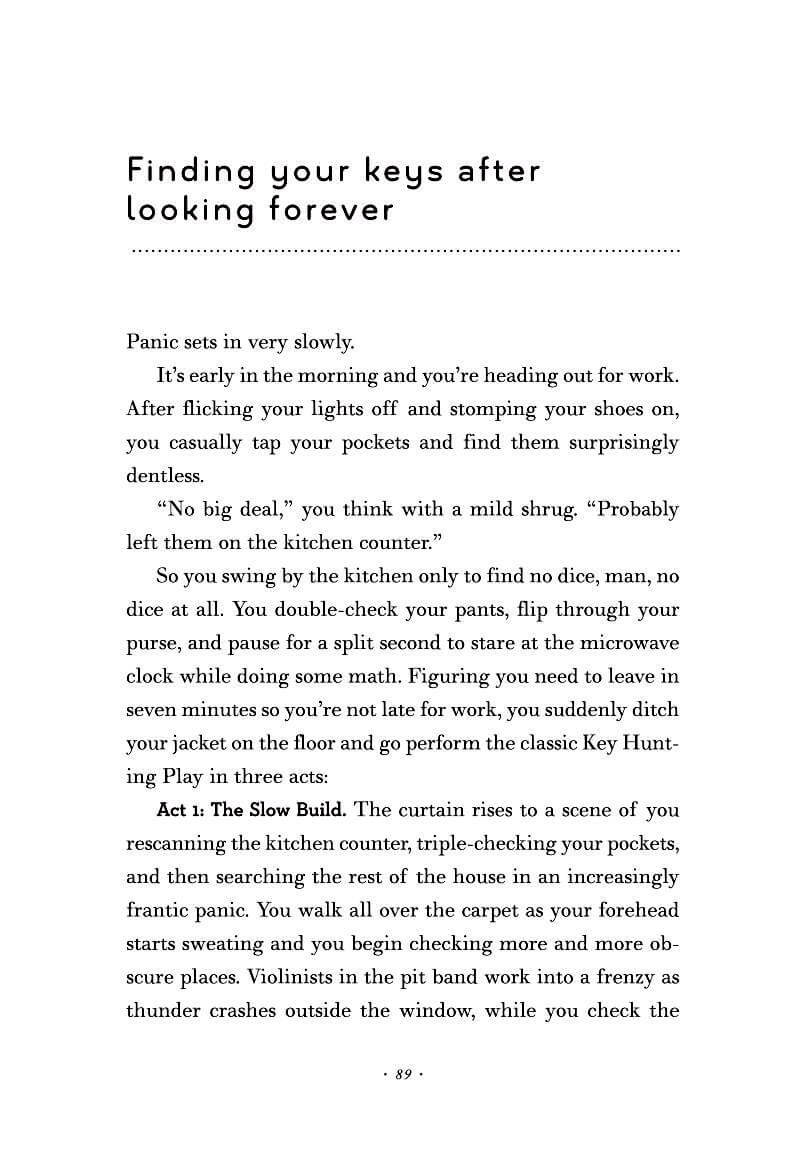 Finding your keys after
looking forever
Panic sets in very slowly.
It’s early in the morning and you’re heading out for work.
After flicking your lights off and stomping your shoes on,
you casually tap your pockets and find them surprisingly
dentless.
“No big deal,” you think with a mild shrug. “Probably
left them on the kitchen counter.”
So you swing by the kitchen only to find no dice, man, no
dice at all. You double-check your pants, flip through your
purse, and pause for a split second to stare at the microwave
clock while doing some math. Figuring you need to leave in
seven minutes so you’re not late for work, you suddenly ditch
your jacket on the floor and go perform the classic Key Hunt-
ing Play in three acts:
Act 1: The Slow Build. The curtain rises to a scene of you
rescanning the kitchen counter, triple-checking your pockets,
and then searching the rest of the house in an increasingly
frantic panic. You walk all over the carpet as your forehead
starts sweating and you begin checking more and more ob-
scure places. Violinists in the pit band work into a frenzy as
thunder crashes outside the window, while you check the
· 89 ·